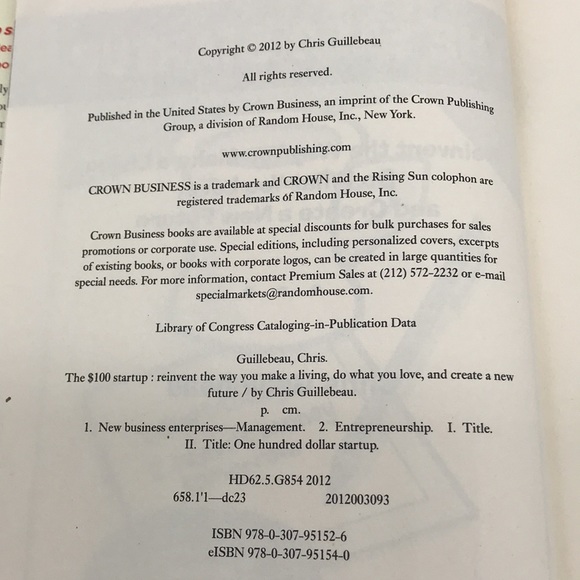 Copyright © 2012 by Chris Guillebeau
All rights reserved.
Published in the United States by Crown Business, an imprint of the Crown Publishing
Group, a division of Random House, Inc., New York.
www.crownpublishing.com
CROWN BUSINESS is a trademark and CROWN and the Rising Sun colophon are
registered trademarks of Random House, Inc.
Crown Business books are available at special discounts for bulk purchases for sales
promotions or corporate use. Special editions, including personalized covers, excerpts
of existing books, or books with corporate logos, can be created in large quantities for
special needs. For more information, contact Premium Sales at (212) 572-2232 or e-mail
specialmarkets@randomhouse.com.
Library of Congress Cataloging-in-Publication Data
Guillebeau, Chris.
The $100 startup : reinvent the way you make a living, do what you love, and create a new
future / by Chris Guillebeau.
p. cm.
1. New business enterprises—Management. 2. Entrepreneurship. I. Title.
II. Title: One hundred dollar startup.
HD62.5.G854 2012
658.1'1—dc23 2012003093
ISBN 978-0-307-95152-6
eISBN 978-0-307-95154-0